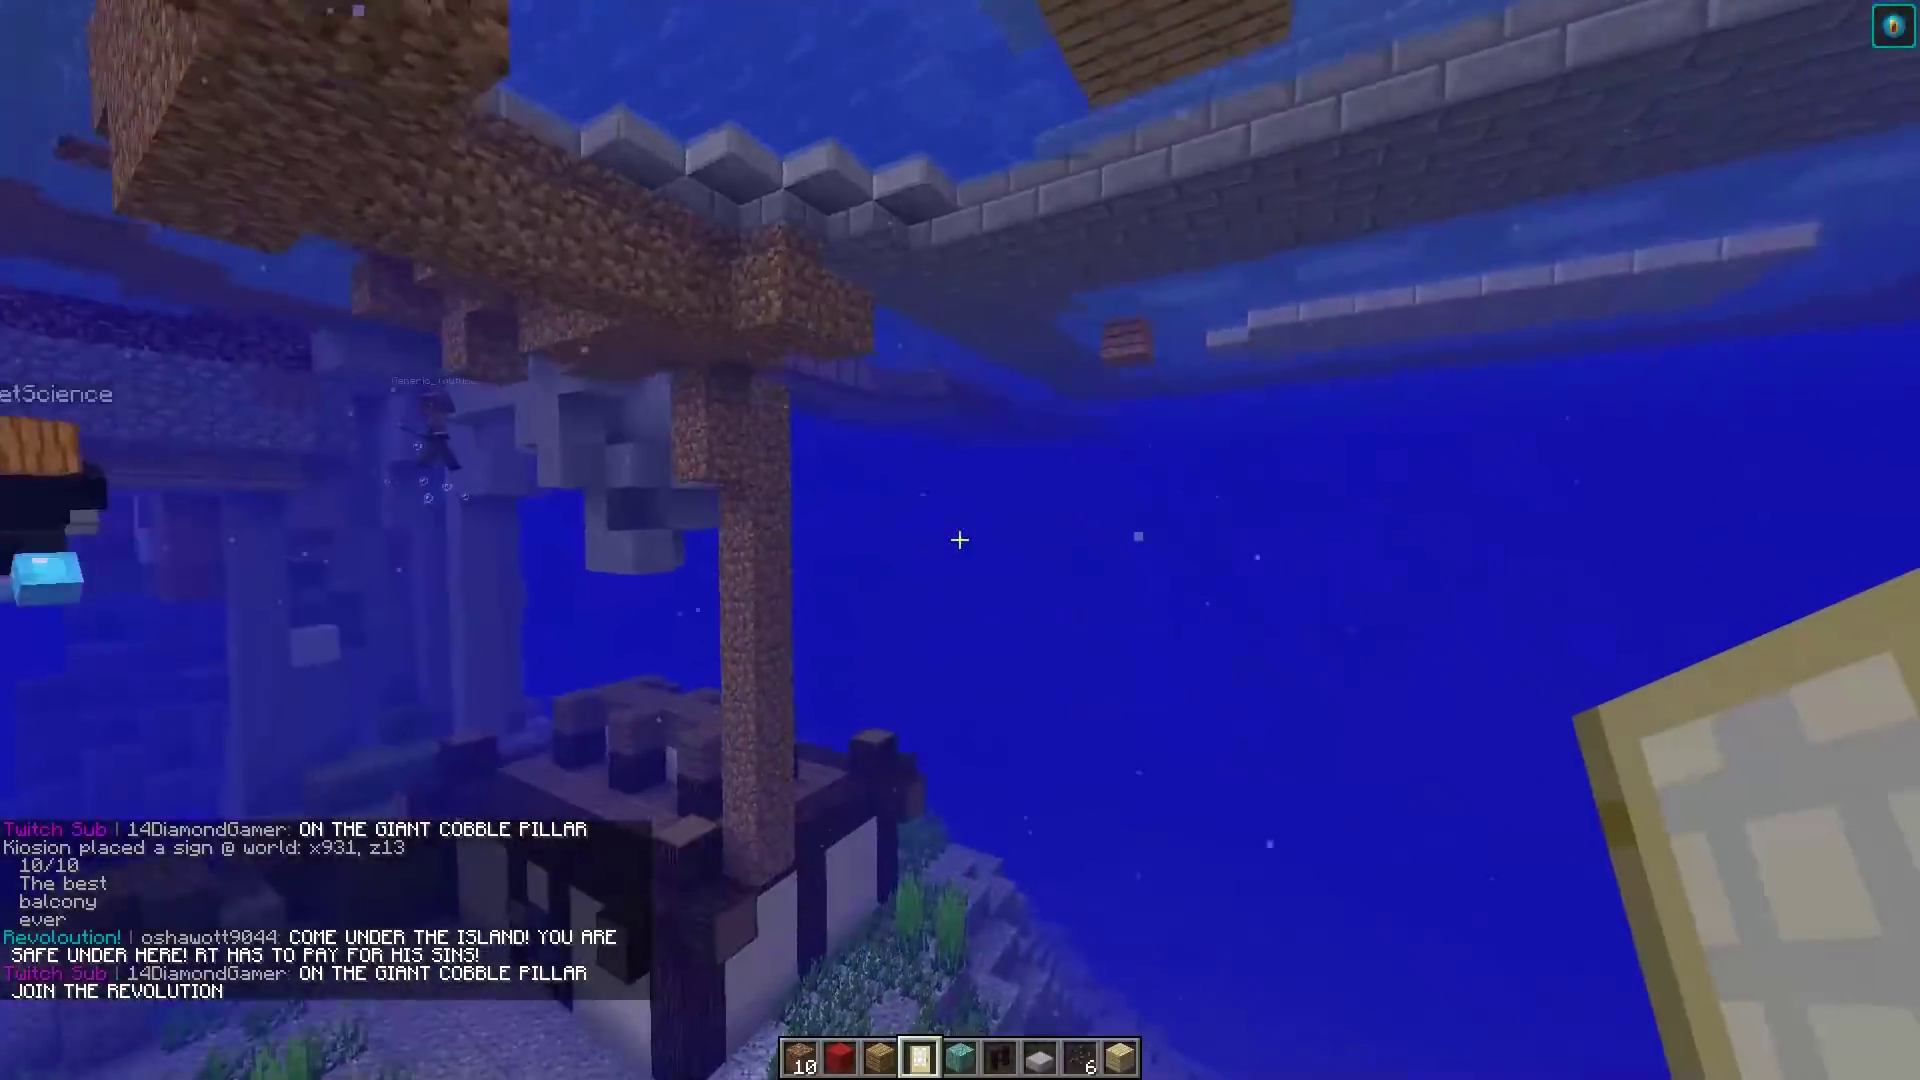 etScience
Twitch Sub | 14DiamondGamer: ON THE GIANT COBBLE PILLAR
Kiosion placed a sign @ world: x931, z13
10/10
The best
balcony
ever
Revoloution! | oshawott9044: COME UNDER THE ISLAND! YOU ARE
SAFE UNDER HERE! RT HAS TO PAY FOR HIS SINS!
Twitch Sub | 14DiamondGamer: ON THE GIANT COBBLE PILLAR
JOIN THE REVOLUTION
10
6